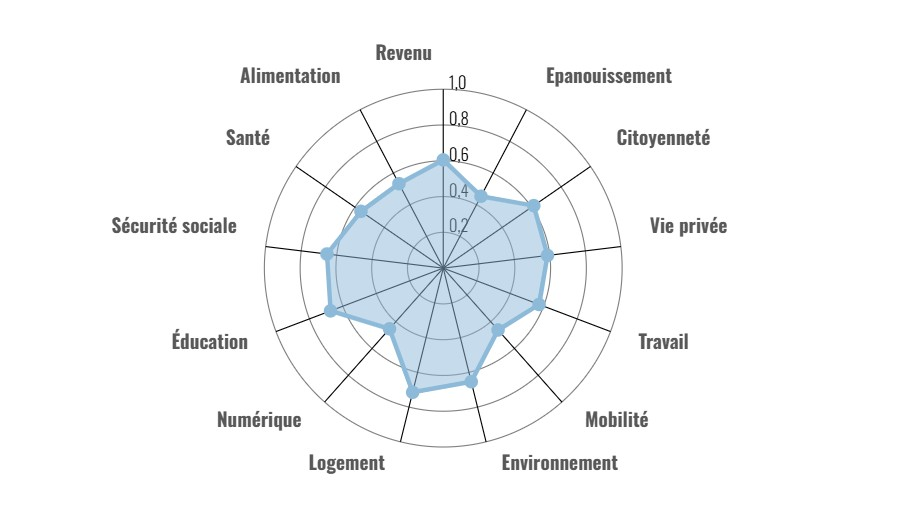 Revenu
Alimentation
Epanouissement
1,0
0,8
Santé
Citoyenneté
0,6
0,4
Sécurité sociale
Vie privée
0,2
Éducation
Travail
Numérique
Mobilité
Logement
Environnement